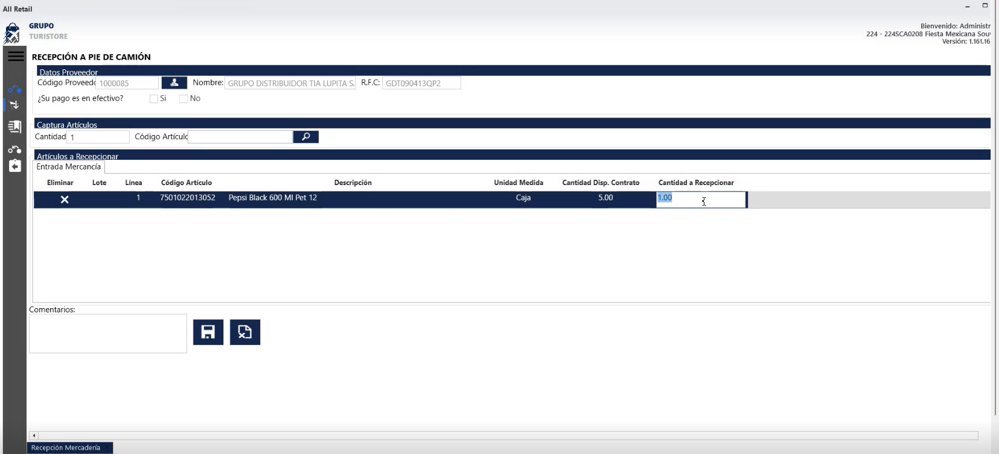 All Retail
GRUPO
TURISTORE
Bienvenido: Administr
224 - 224SCA0208 Fiesta Mexicana Sou
Versión: 1.161.16
RECEPCIÓN A PIE DE CAMIÓN
Datos Proveedor
Código Proveedo 1000085 Nombre: GRUPO DISTRIBUIDOR TIA LUPITA S. R.F.C: GDT090413QP2
¿Su pago es en efectivo? Si No
Captura Artículos
Cantidad 1 Código Artículo
Artículos a Recepcionar
Entrada Mercancía
Eliminar Lote Línea Código Artículo Descripción Unidad Medida Cantidad Disp. Contrato Cantidad a Recepcionar
1 7501022013052 Pepsi Black 600 Ml Pet 12 Caja 5.00 1.00
Comentarios:
Recepción Mercadería